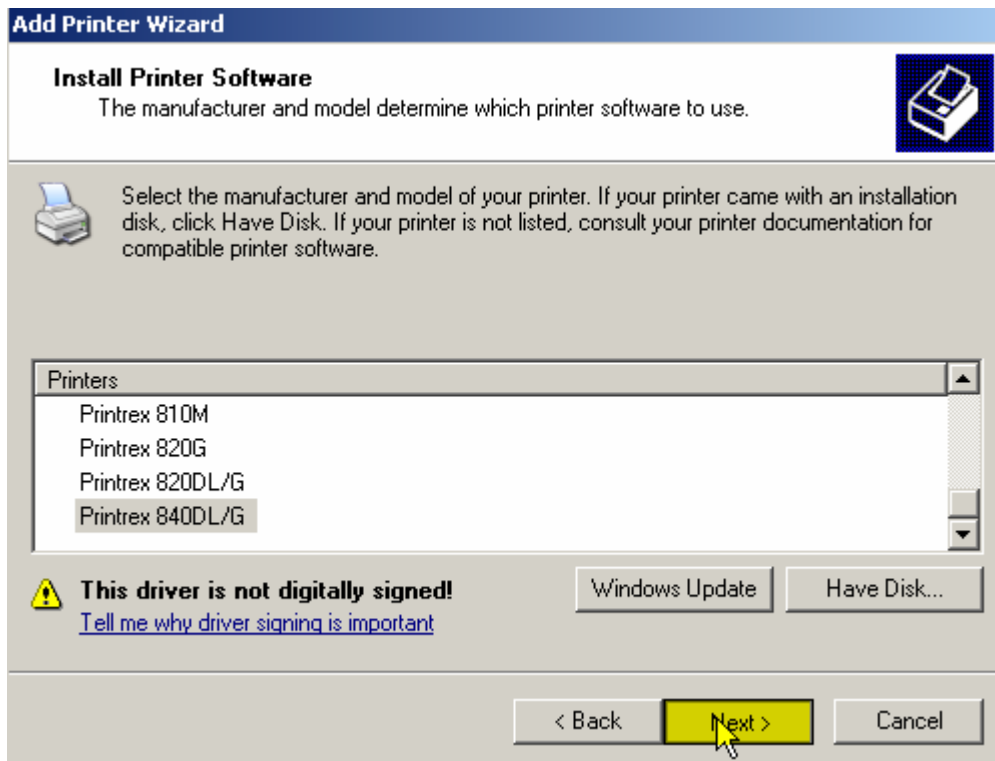 Add Printer Wizard
Install Printer Software
The manufacturer and model determine which printer software to use.
Select the manufacturer and model of your printer. If your printer came with an installation
disk, click Have Disk. If your printer is not listed, consult your printer documentation for
compatible printer software.
Printers
Printrex 810M
Printrex 820G
Printrex 820DL/G
Printrex 840DL/G
This driver is not digitally signed!
Tell me why driver signing is important
Windows Update
Have Disk...
< Back
Next >
Cancel